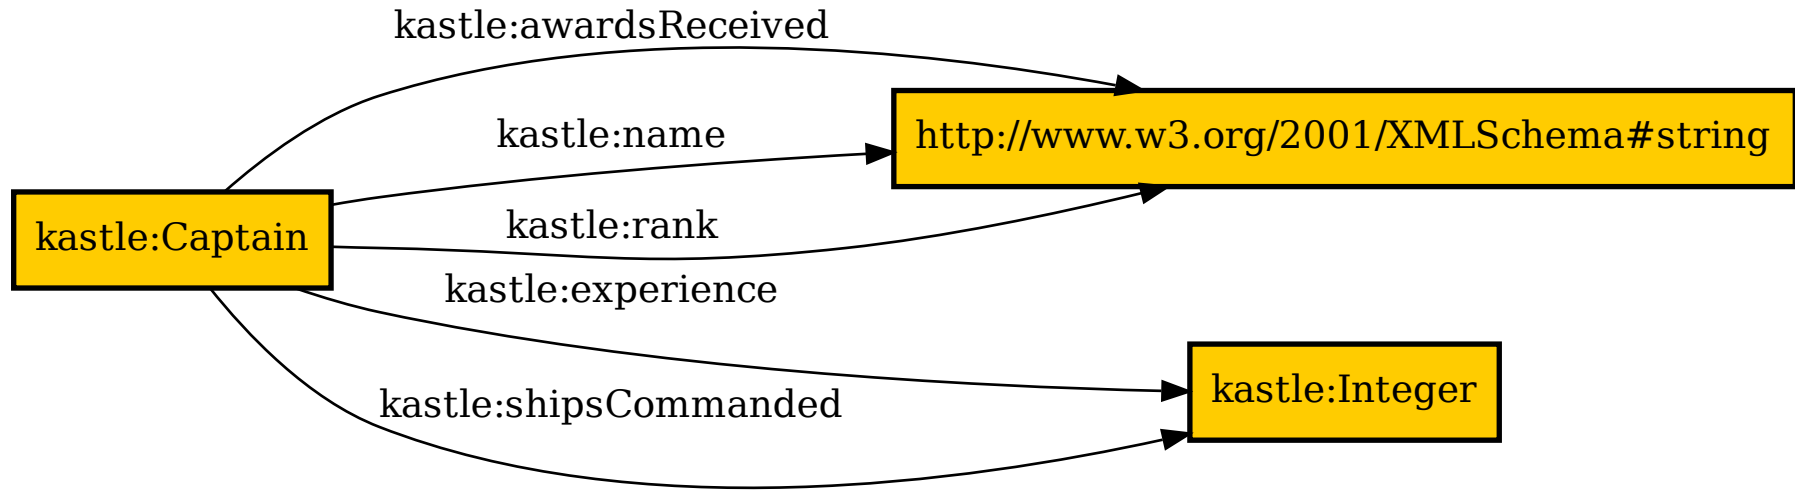 kastle:awardsReceived
kastle:name
http://www.w3.org/2001/XMLSchema#string
kastle:Captain
kastle:rank
kastle:experience
kastle:Integer
kastle:shipsCommanded